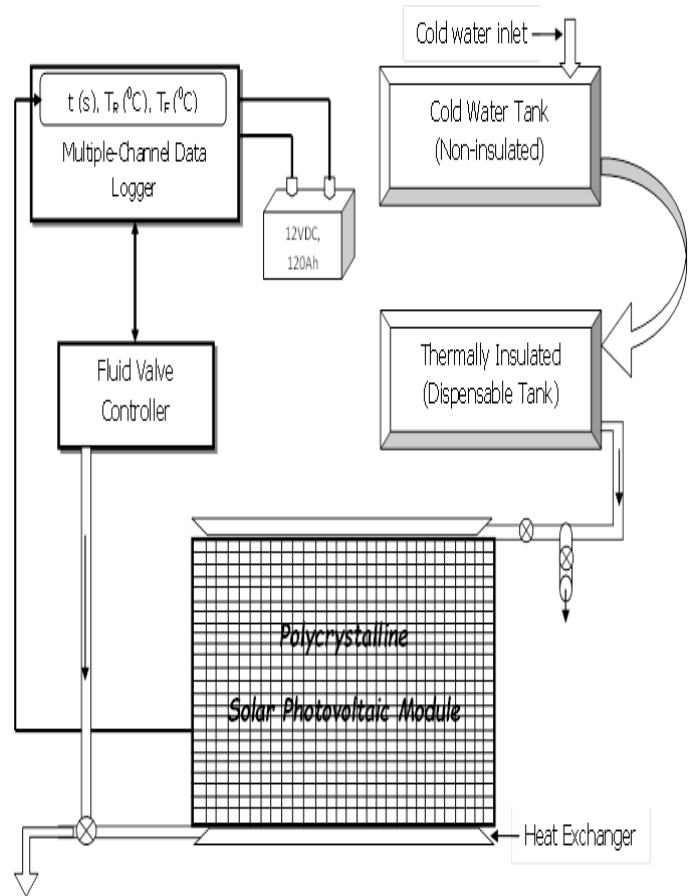 Cold water inlet
t (s), T_R (⁰C), T_F (⁰C)
Multiple-Channel Data
Logger
Cold Water Tank
(Non-insulated)
12VDC,
120Ah
Fluid Valve
Controller
Thermally Insulated
(Dispensable Tank)
Polycrystalline
Solar Photovoltaic Module
Heat Exchanger